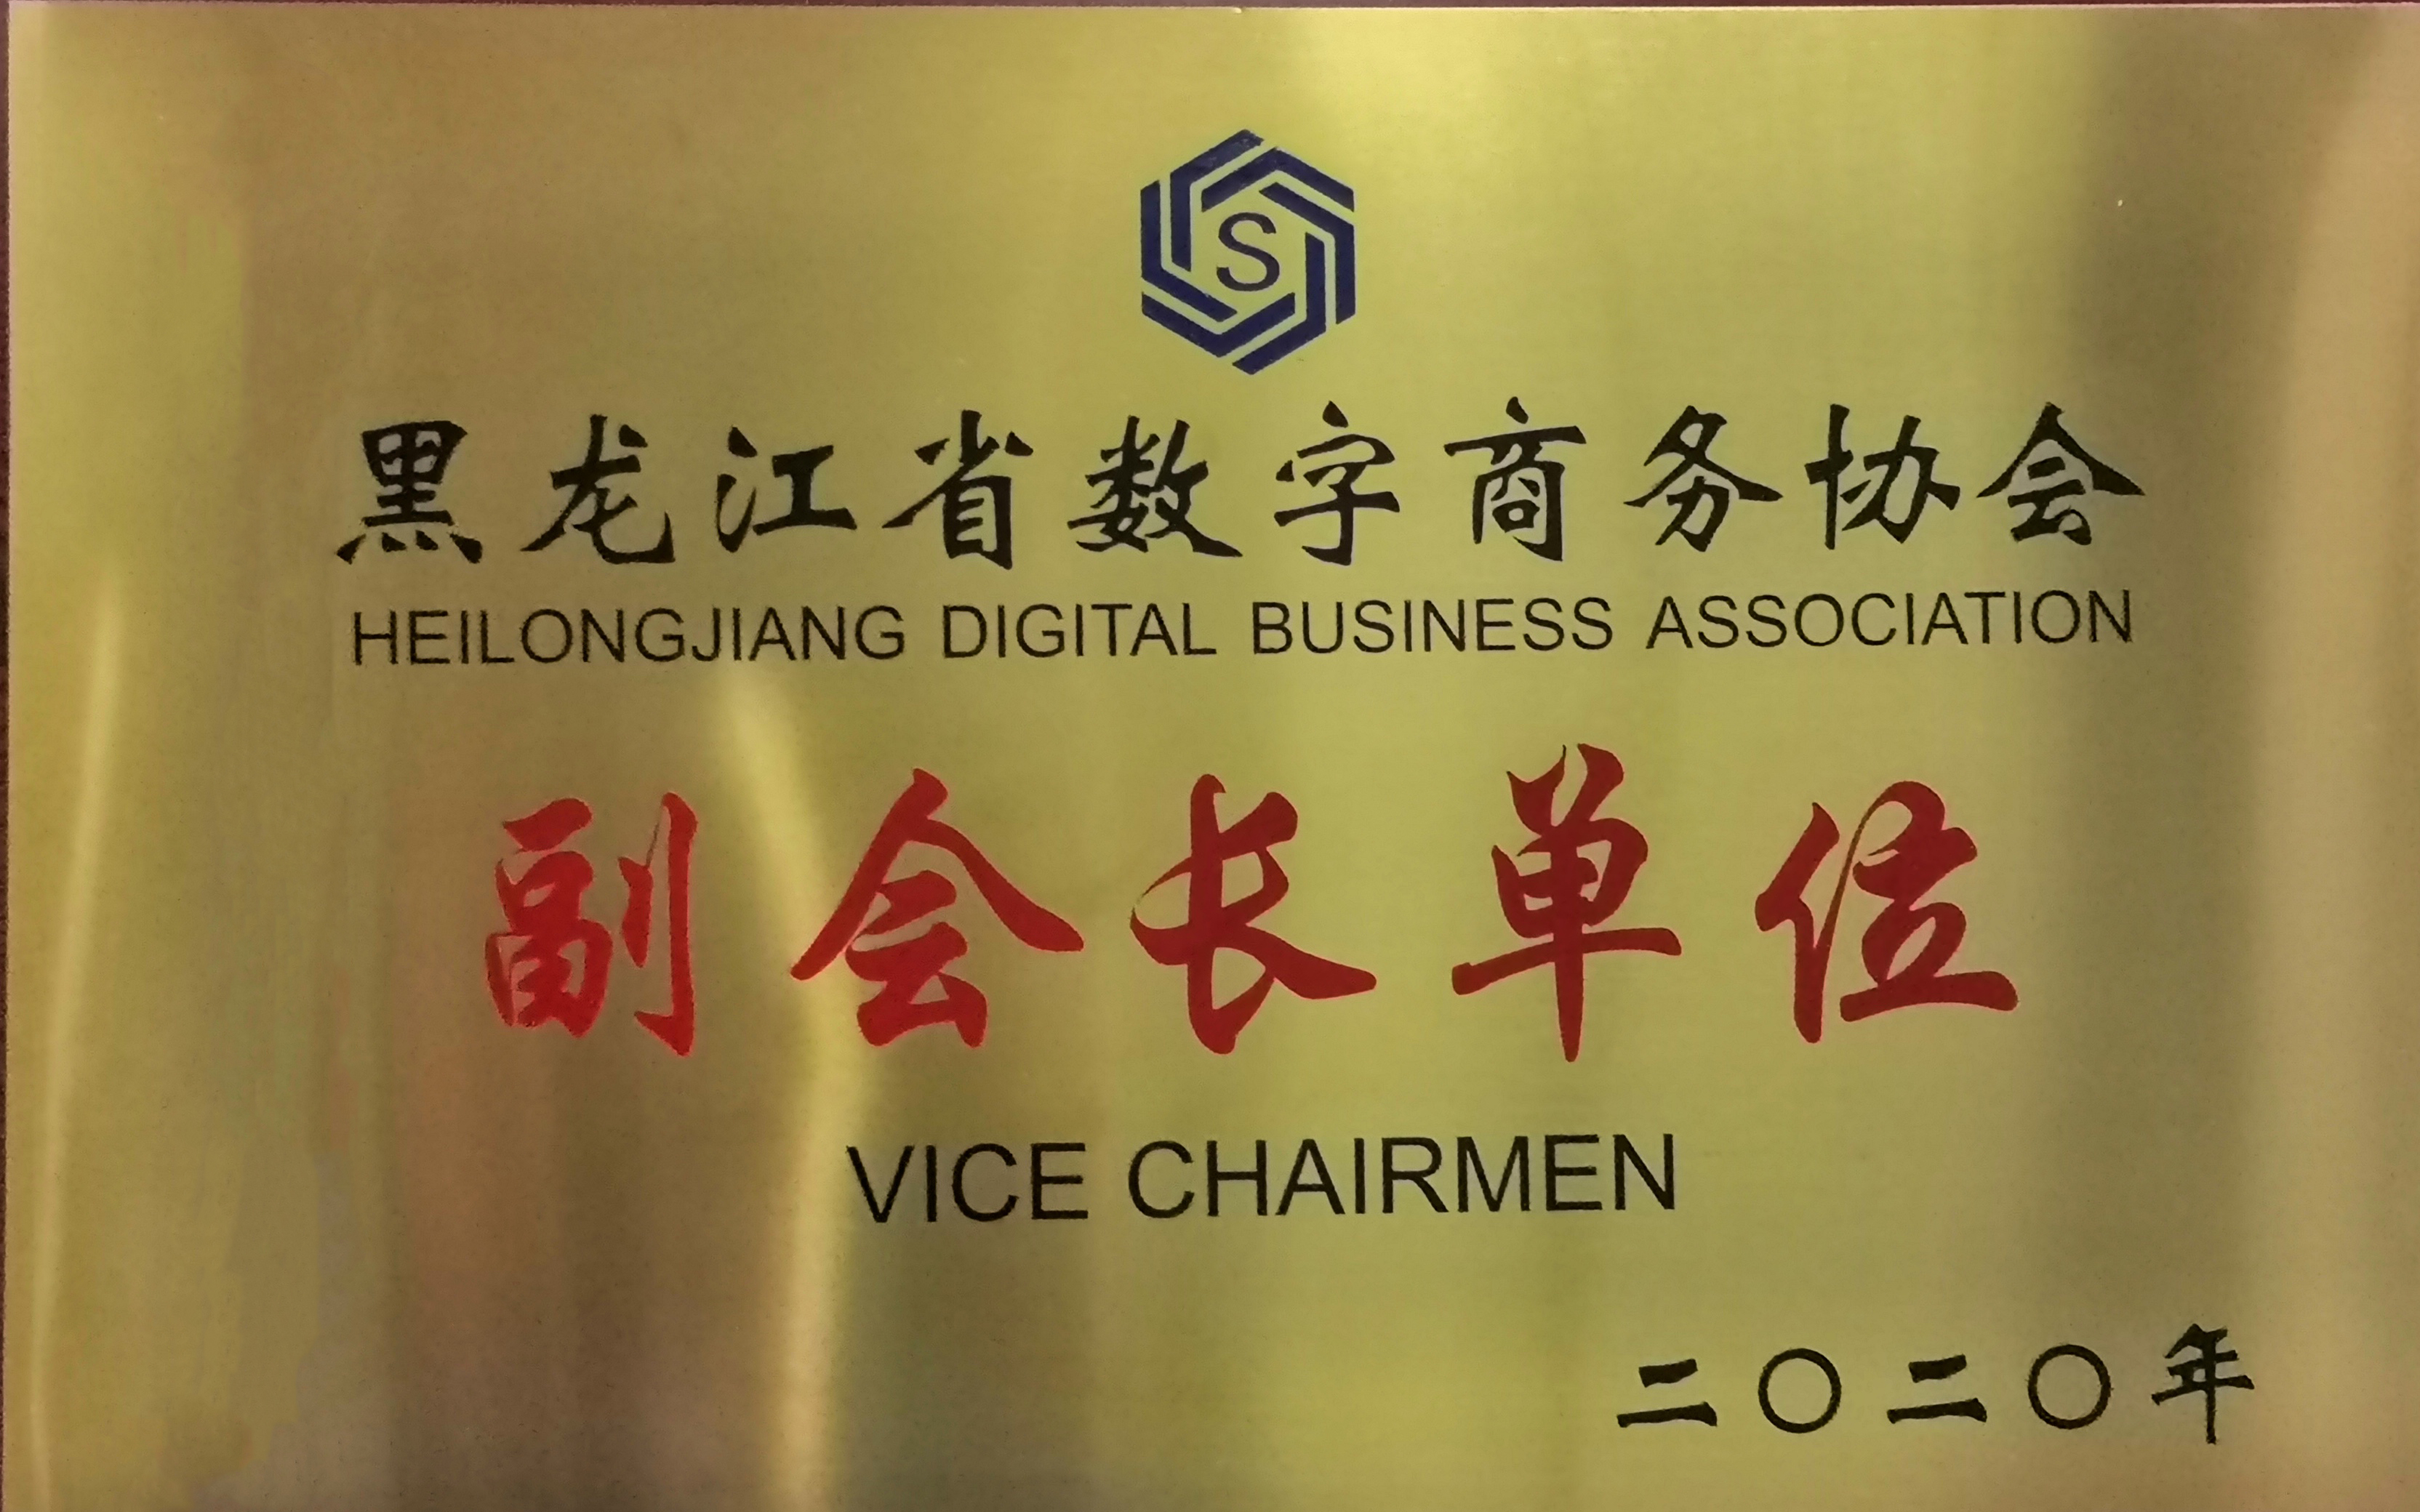 S
黑龙江省数字商务协会
HEILONGJIANG DIGITAL BUSINESS ASSOCIATION
副会长单位
VICE CHAIRMEN
二〇二〇年